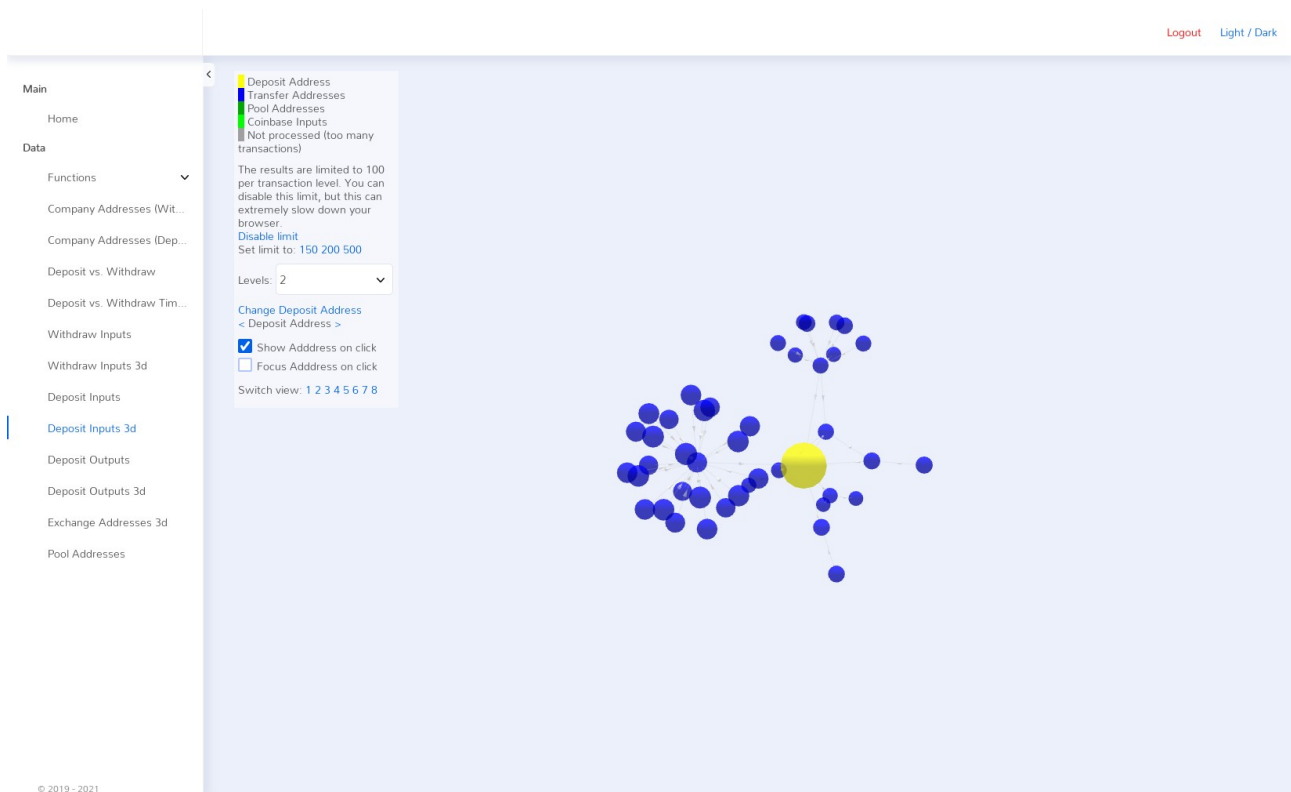 Logout Light / Dark
Main
Home
Data
Functions
Company Addresses (Wit...
Company Addresses (Dep...
Deposit vs. Withdraw
Deposit vs. Withdraw Tim...
Withdraw Inputs
Withdraw Inputs 3d
Deposit Inputs
Deposit Inputs 3d
Deposit Outputs
Deposit Outputs 3d
Exchange Addresses 3d
Pool Addresses
© 2019 - 2021
Deposit Address
Transfer Addresses
Pool Addresses
Coinbase Inputs
Not processed (too many
transactions)
The results are limited to 100
per transaction level. You can
disable this limit, but this can
extremely slow down your
browser.
Disable limit
Set limit to: 150 200 500
Levels: 2
Change Deposit Address
< Deposit Address >
Show Adddress on click
Focus Adddress on click
Switch view: 1 2 3 4 5 6 7 8